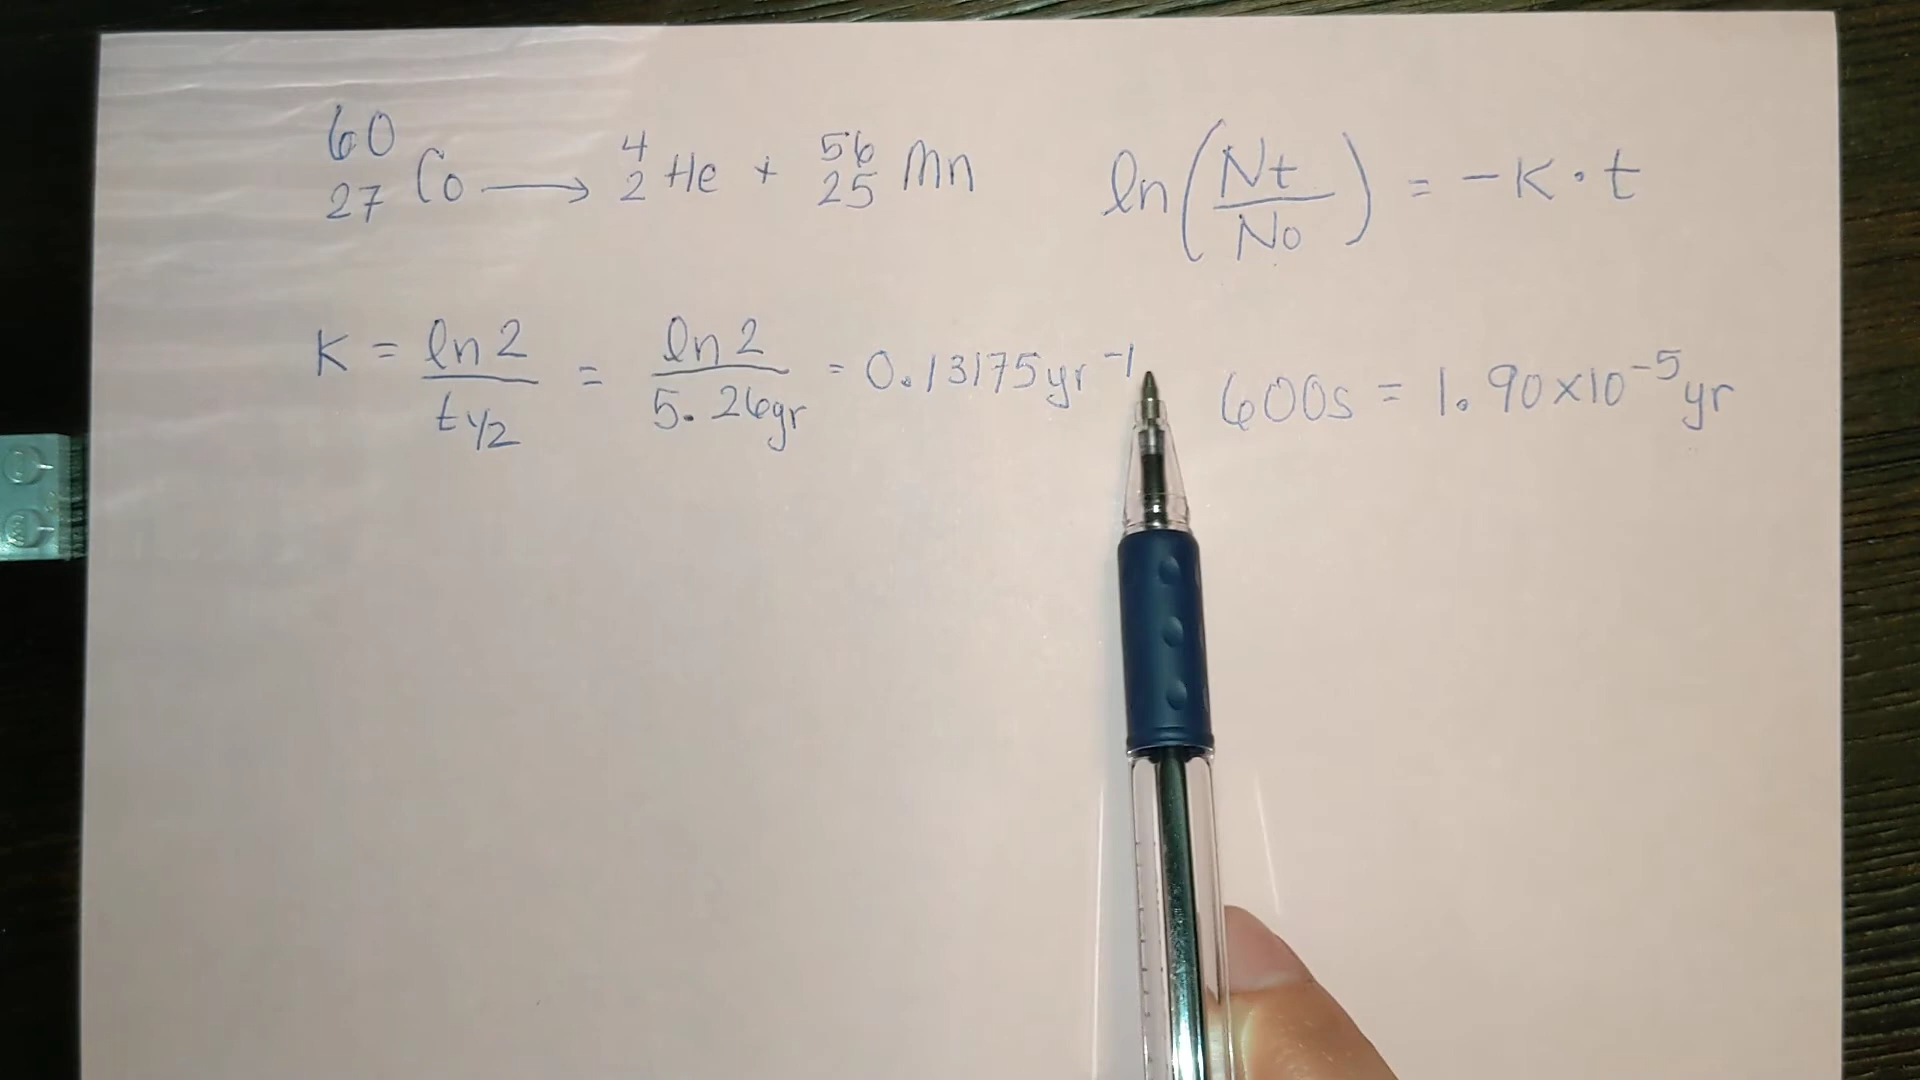 60 27 Co → 4 2 He + 56 25 Mn
ln(Nt/No) = -K·t
K = ln2/t1/2 = ln2/5.26yr = 0.13175yr⁻¹
600s = 1.90×10⁻⁵yr